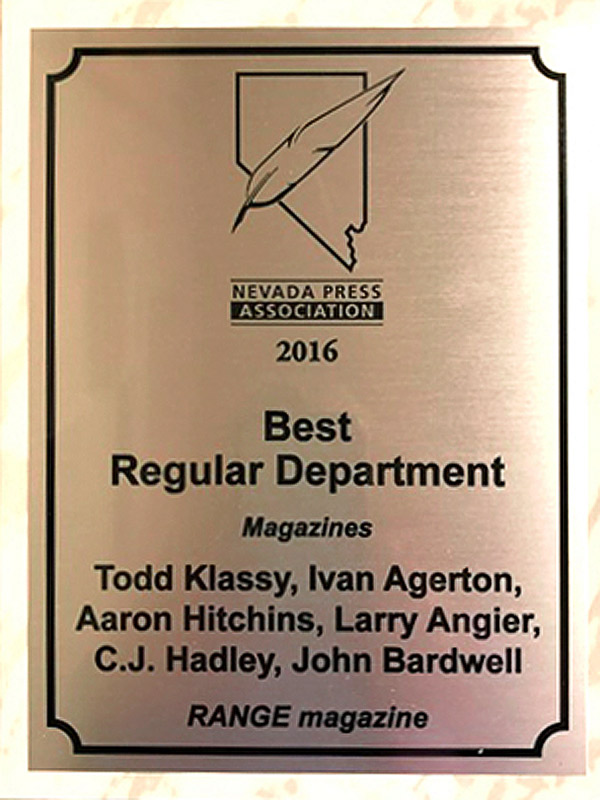 NEVADA PRESS
ASSOCIATION
2016
Best
Regular Department
Magazines
Todd Klassy, Ivan Agerton,
Aaron Hitchins, Larry Angier,
C.J. Hadley, John Bardwell
RANGE magazine